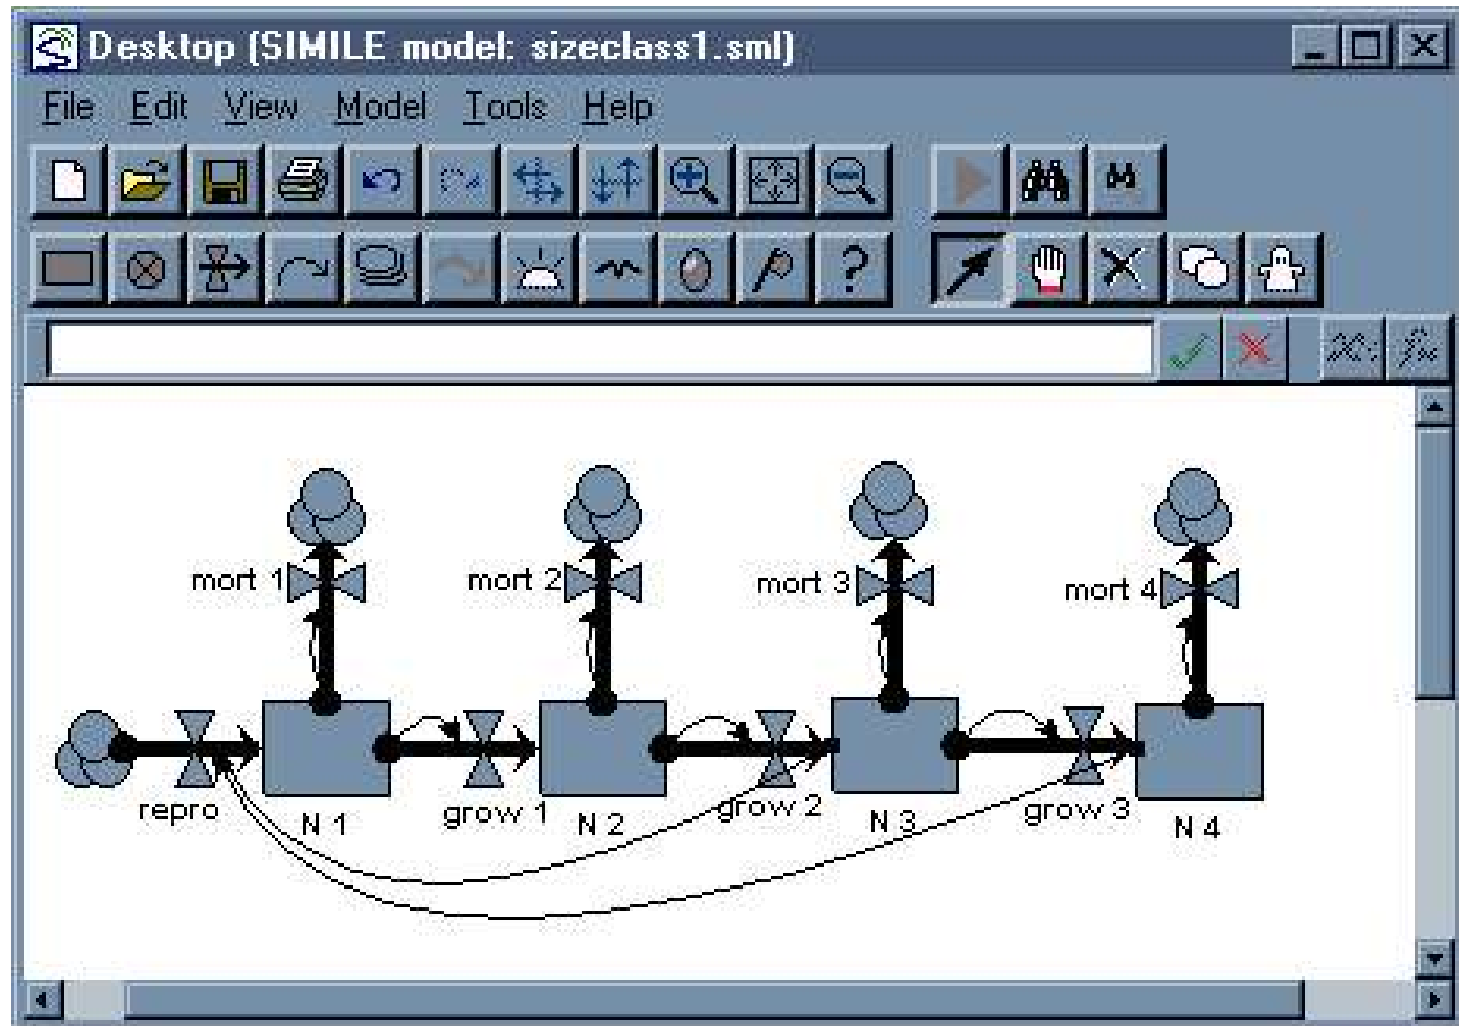 Desktop (SIMILE model: sizeclass1.sml)
File Edit View Model Tools Help
?
mort 1 mort 2 mort 3 mort 4
repro N 1 grow 1 N 2 grow 2 N 3 grow 3 N 4